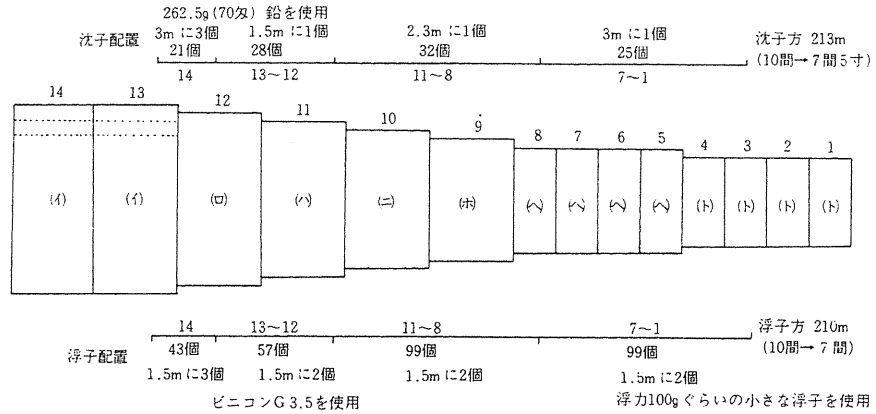 262.5g(70匁) 鉛を使用
沈子配置 3mに3個 1.5mに1個 2.3mに1個 3mに1個 沈子方 213m
21個 28個 32個 25個 (10間→7間5寸)
14 13~12 11~8 7~1
14 13 12 11 10 9 8 7 6 5 4 3 2 1
(イ) (イ) (ロ) (ハ) (ニ) (ホ) (ヘ) (ヘ) (ヘ) (ヘ) (ト) (ト) (ト) (ト)
14 13~12 11~8 7~1 浮子方 210m
浮子配置 43個 57個 99個 99個 (10間→7間)
1.5mに3個 1.5mに2個 1.5mに2個 1.5mに2個
ビニコンG3.5を使用 浮力100gぐらいの小さな浮子を使用